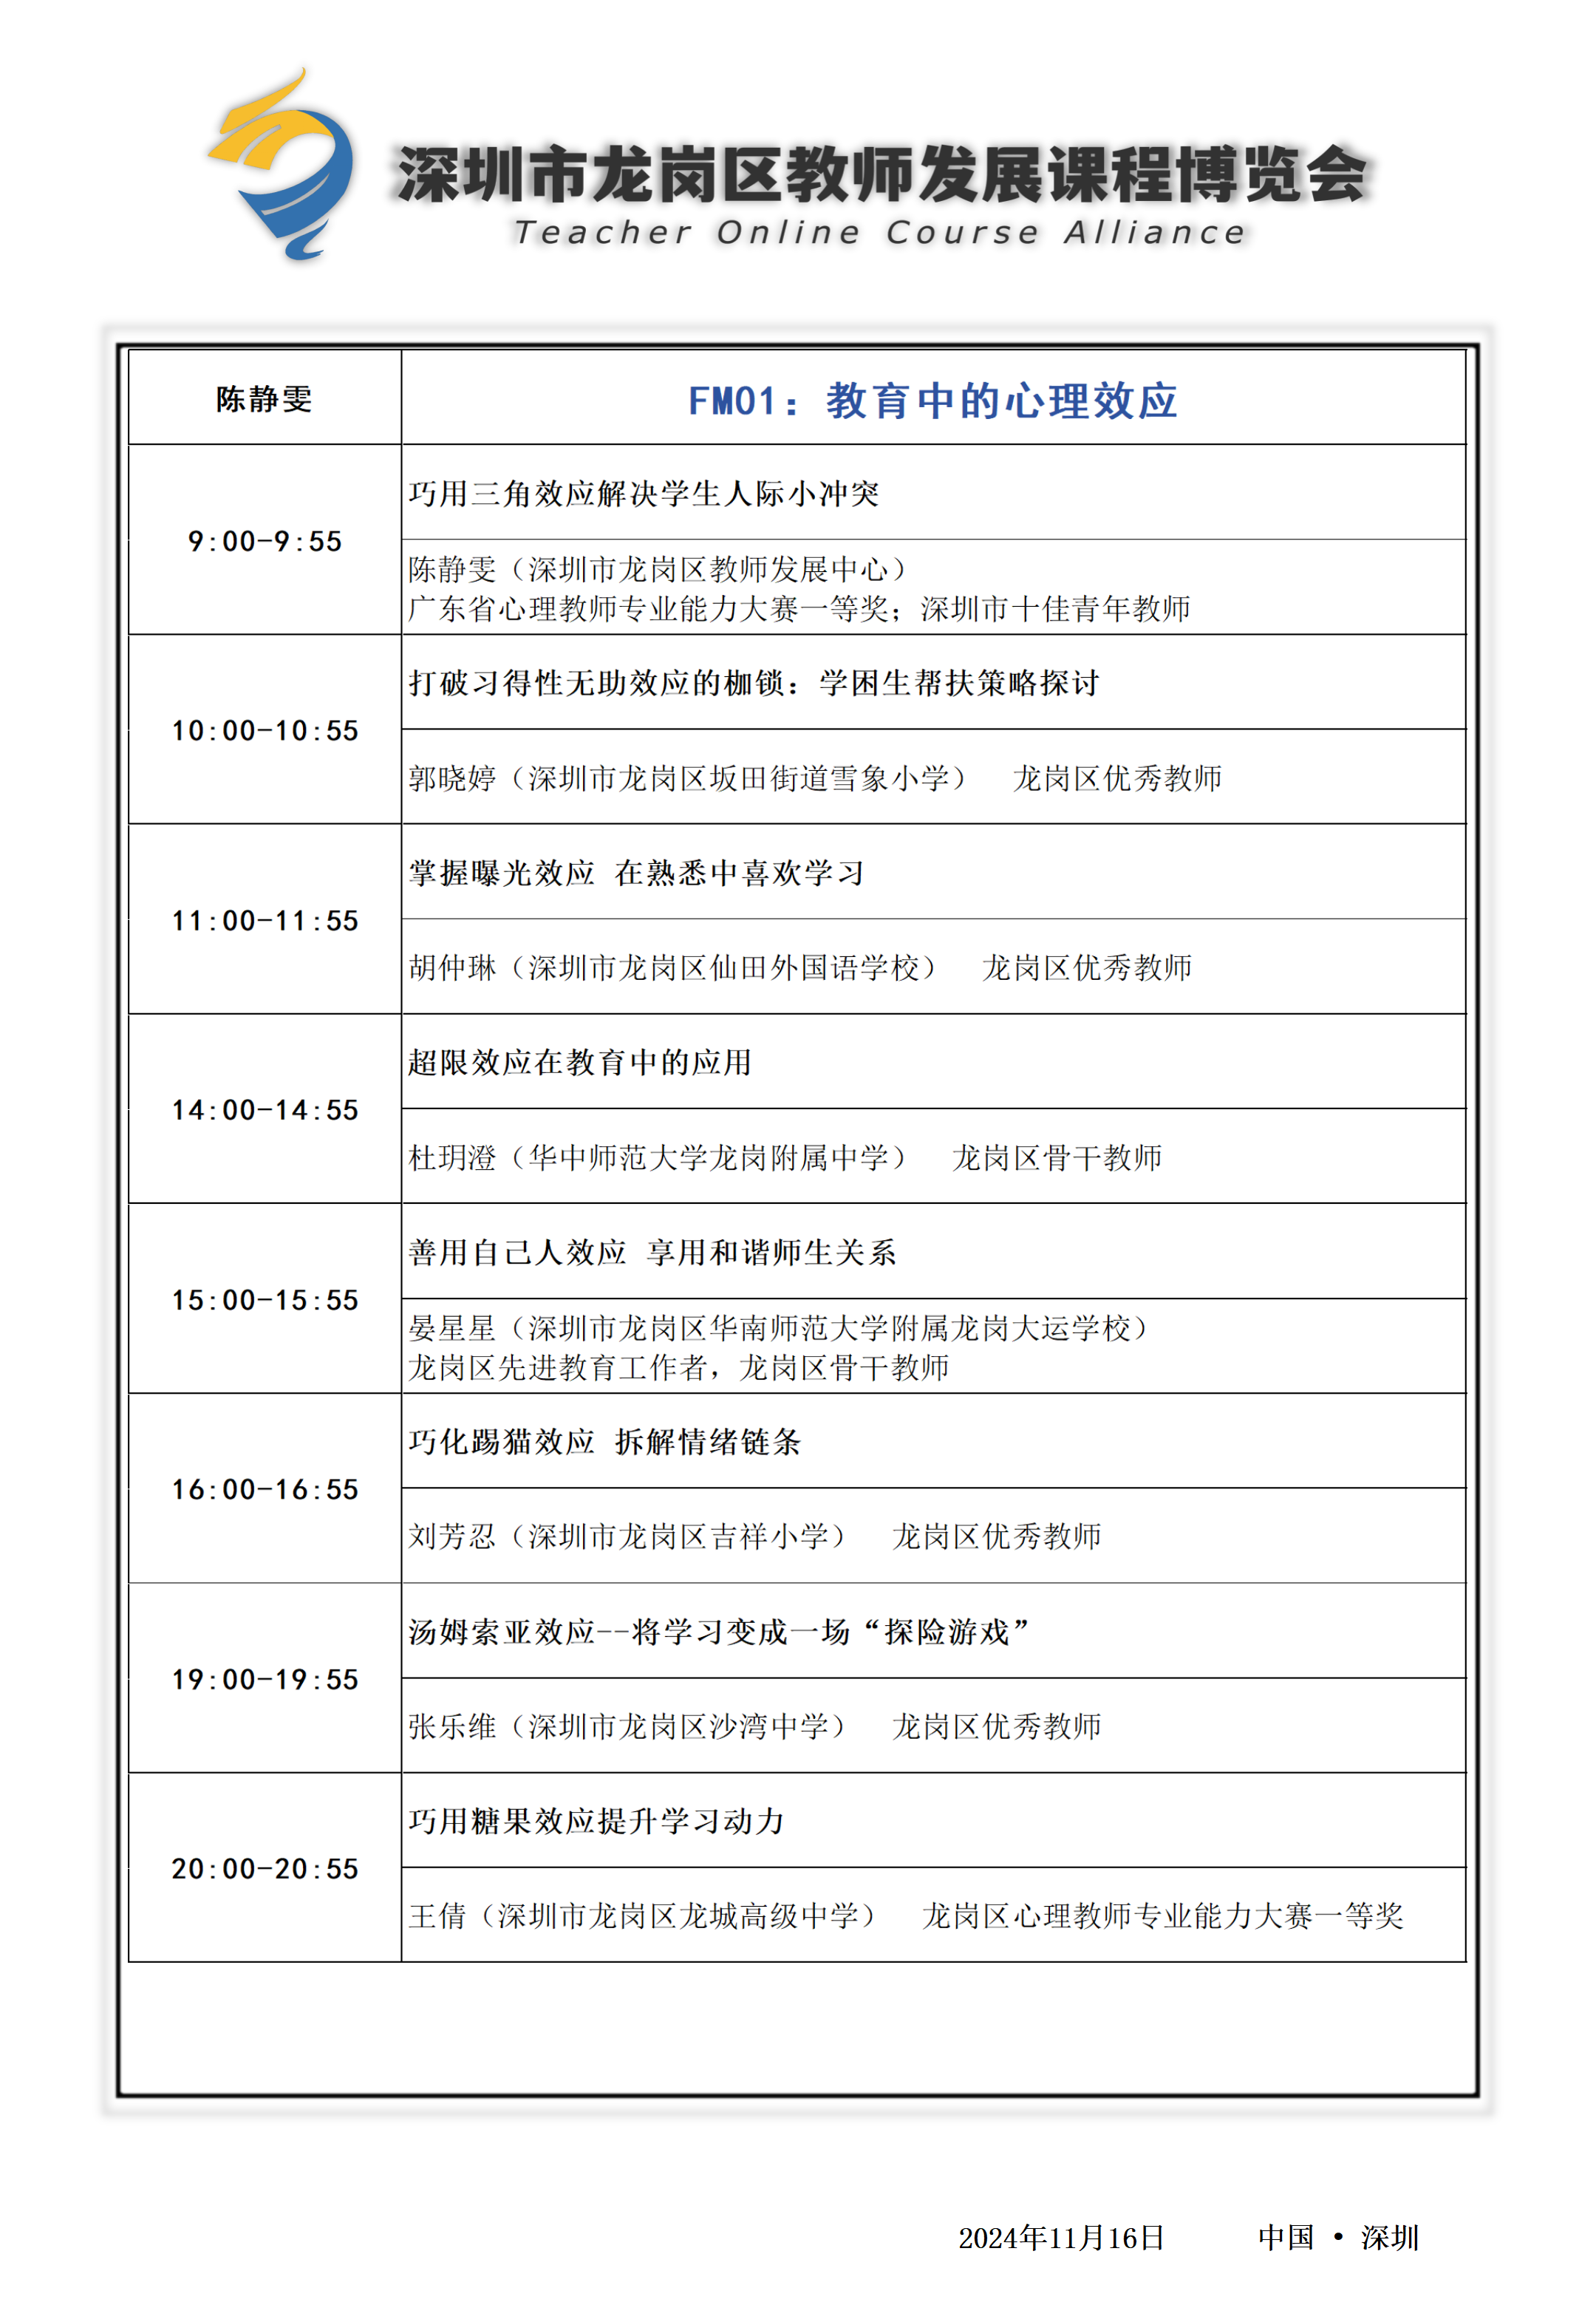 深圳市龙岗区教师发展课程博览会
Teacher Online Course Alliance
陈静雯
FM01：教育中的心理效应
9:00-9:55
巧用三角效应解决学生人际小冲突
陈静雯（深圳市龙岗区教师发展中心）
广东省心理教师专业能力大赛一等奖；深圳市十佳青年教师
10:00-10:55
打破习得性无助效应的枷锁：学困生帮扶策略探讨
郭晓婷（深圳市龙岗区坂田街道雪象小学） 龙岗区优秀教师
11:00-11:55
掌握曝光效应 在熟悉中喜欢学习
胡仲琳（深圳市龙岗区仙田外国语学校） 龙岗区优秀教师
14:00-14:55
超限效应在教育中的应用
杜玥澄（华中师范大学龙岗附属中学） 龙岗区骨干教师
15:00-15:55
善用自己人效应 享用和谐师生关系
晏星星（深圳市龙岗区华南师范大学附属龙岗大运学校）
龙岗区先进教育工作者，龙岗区骨干教师
16:00-16:55
巧化踢猫效应 拆解情绪链条
刘芳忍（深圳市龙岗区吉祥小学） 龙岗区优秀教师
19:00-19:55
汤姆索亚效应--将学习变成一场“探险游戏”
张乐维（深圳市龙岗区沙湾中学） 龙岗区优秀教师
20:00-20:55
巧用糖果效应提升学习动力
王倩（深圳市龙岗区龙城高级中学） 龙岗区心理教师专业能力大赛一等奖
2024年11月16日 中国 • 深圳